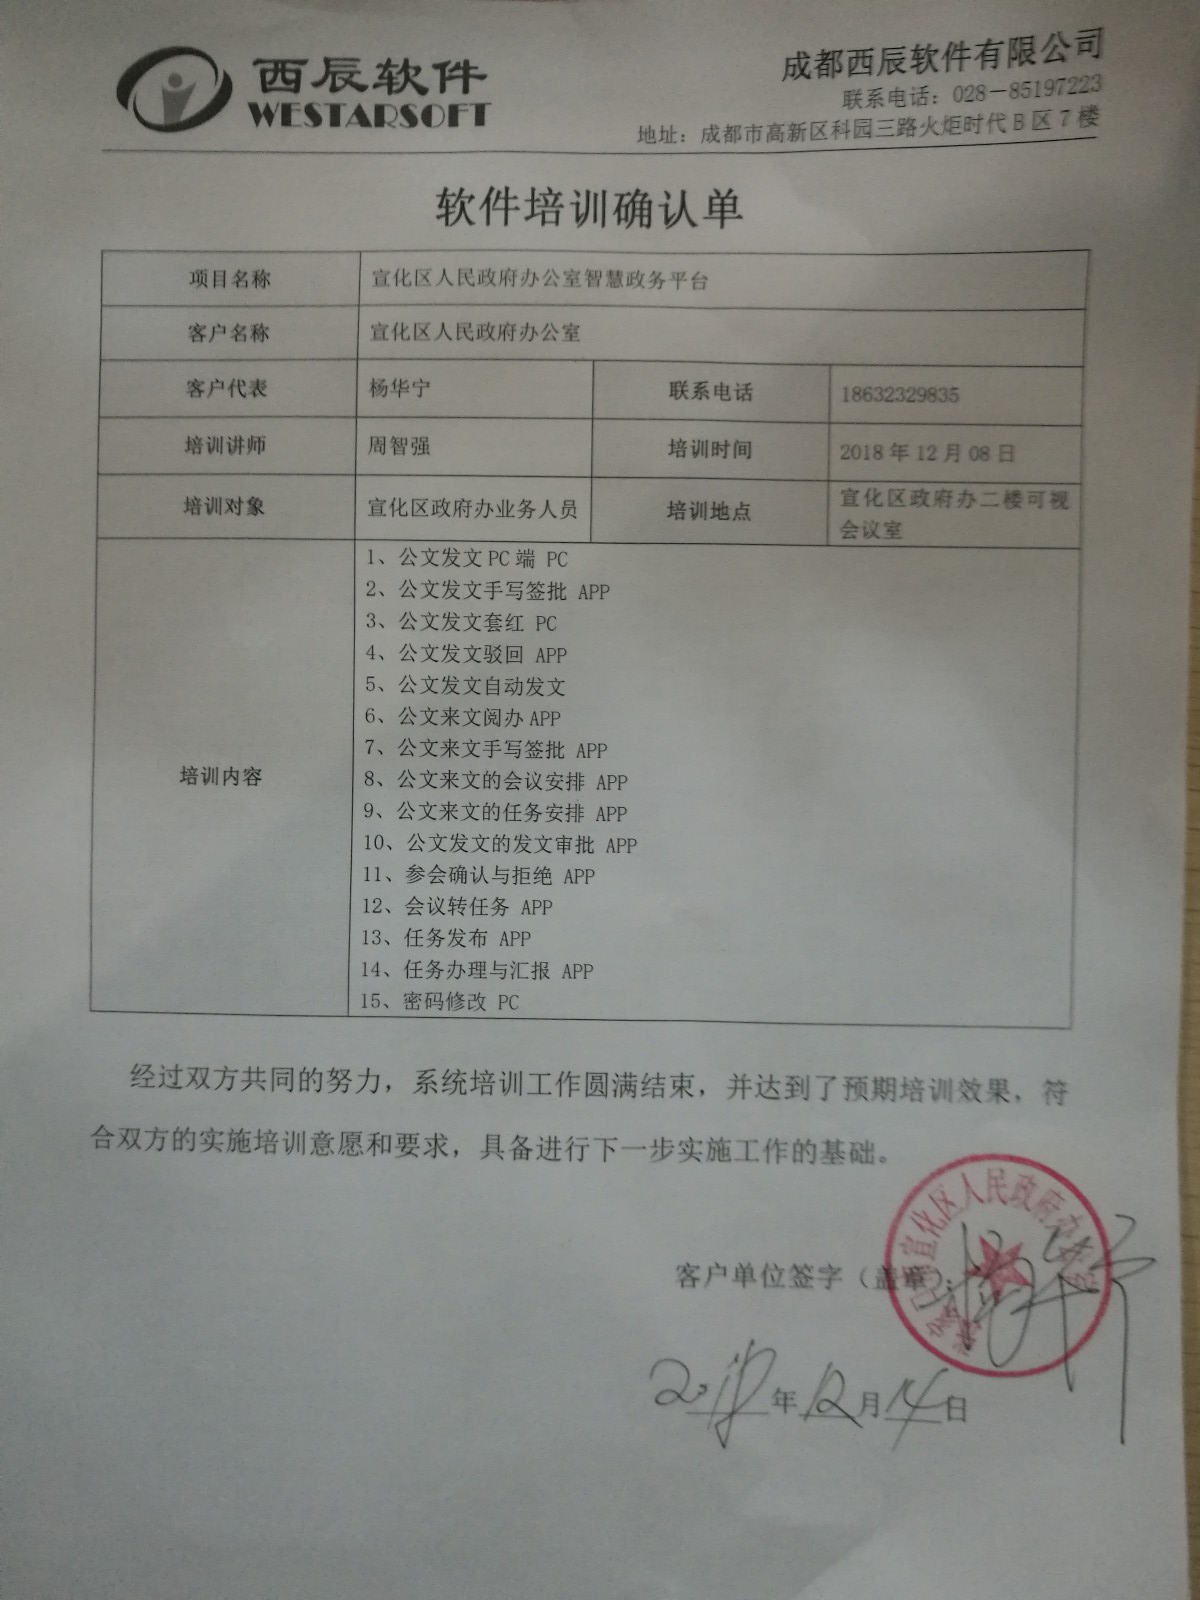 西辰软件
WESTARSOFT
成都西辰软件有限公司
联系电话：028－85197223
地址：成都市高新区科园三路火炬时代B区7楼
软件培训确认单
项目名称 宣化区人民政府办公室智慧政务平台
客户名称 宣化区人民政府办公室
客户代表 杨华宁 联系电话 18632329835
培训讲师 周智强 培训时间 2018年12月08日
培训对象 宣化区政府办业务人员 培训地点 宣化区政府办二楼可视
会议室
培训内容
1、公文发文PC端 PC
2、公文发文手写签批 APP
3、公文发文套红 PC
4、公文发文驳回 APP
5、公文发文自动发文
6、公文来文阅办APP
7、公文来文手写签批 APP
8、公文来文的会议安排 APP
9、公文来文的任务安排 APP
10、公文发文的发文审批 APP
11、参会确认与拒绝 APP
12、会议转任务 APP
13、任务发布 APP
14、任务办理与汇报 APP
15、密码修改 PC
经过双方共同的努力，系统培训工作圆满结束，并达到了预期培训效果，符
合双方的实施培训意愿和要求，具备进行下一步实施工作的基础。
客户单位签字（盖章）：
杨华宁
张家口市宣化区人民政府办公室
2018年12月14日